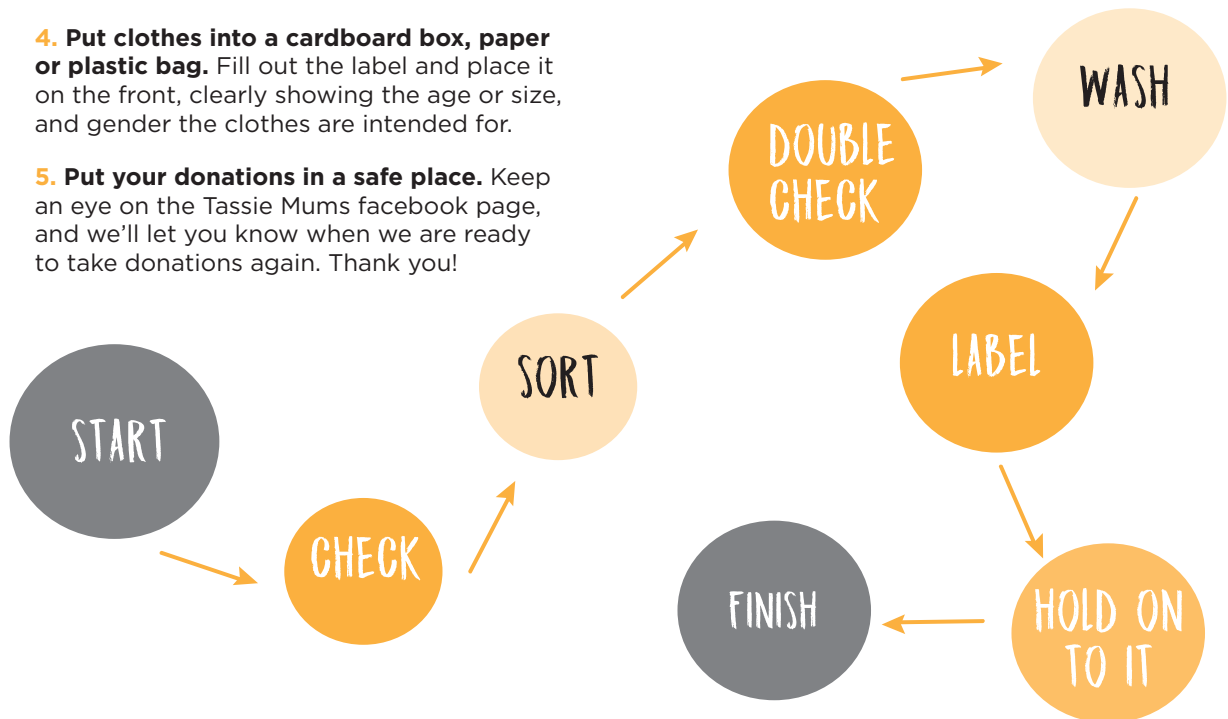 4. Put clothes into a cardboard box, paper
or plastic bag. Fill out the label and place it
on the front, clearly showing the age or size,
and gender the clothes are intended for.
5. Put your donations in a safe place. Keep
an eye on the Tassie Mums facebook page,
and we’ll let you know when we are ready
to take donations again. Thank you!
START
CHECK
SORT
DOUBLE
CHECK
WASH
LABEL
HOLD ON
TO IT
FINISH